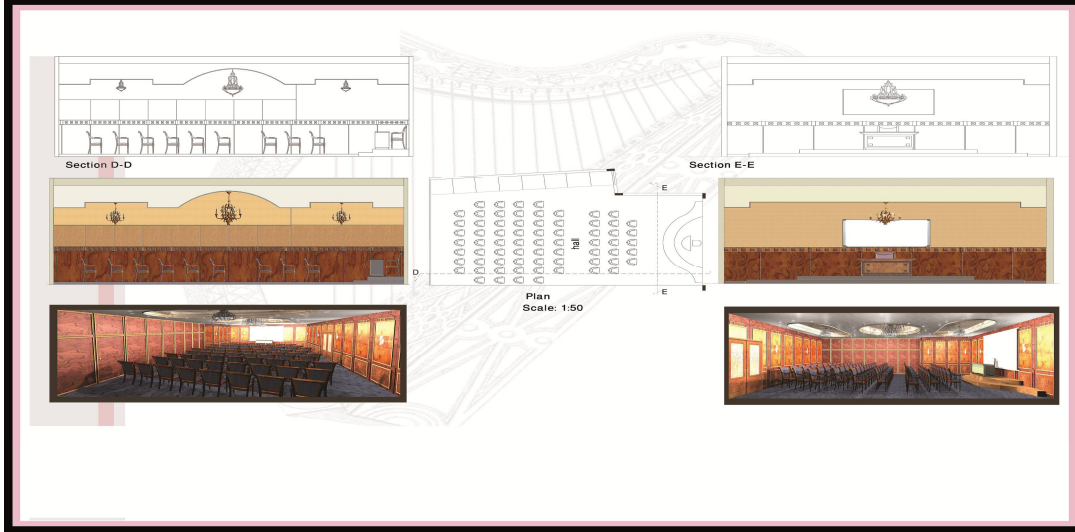 Section D-D
Section E-E
E
hall
D
E
Plan
Scale: 1:50